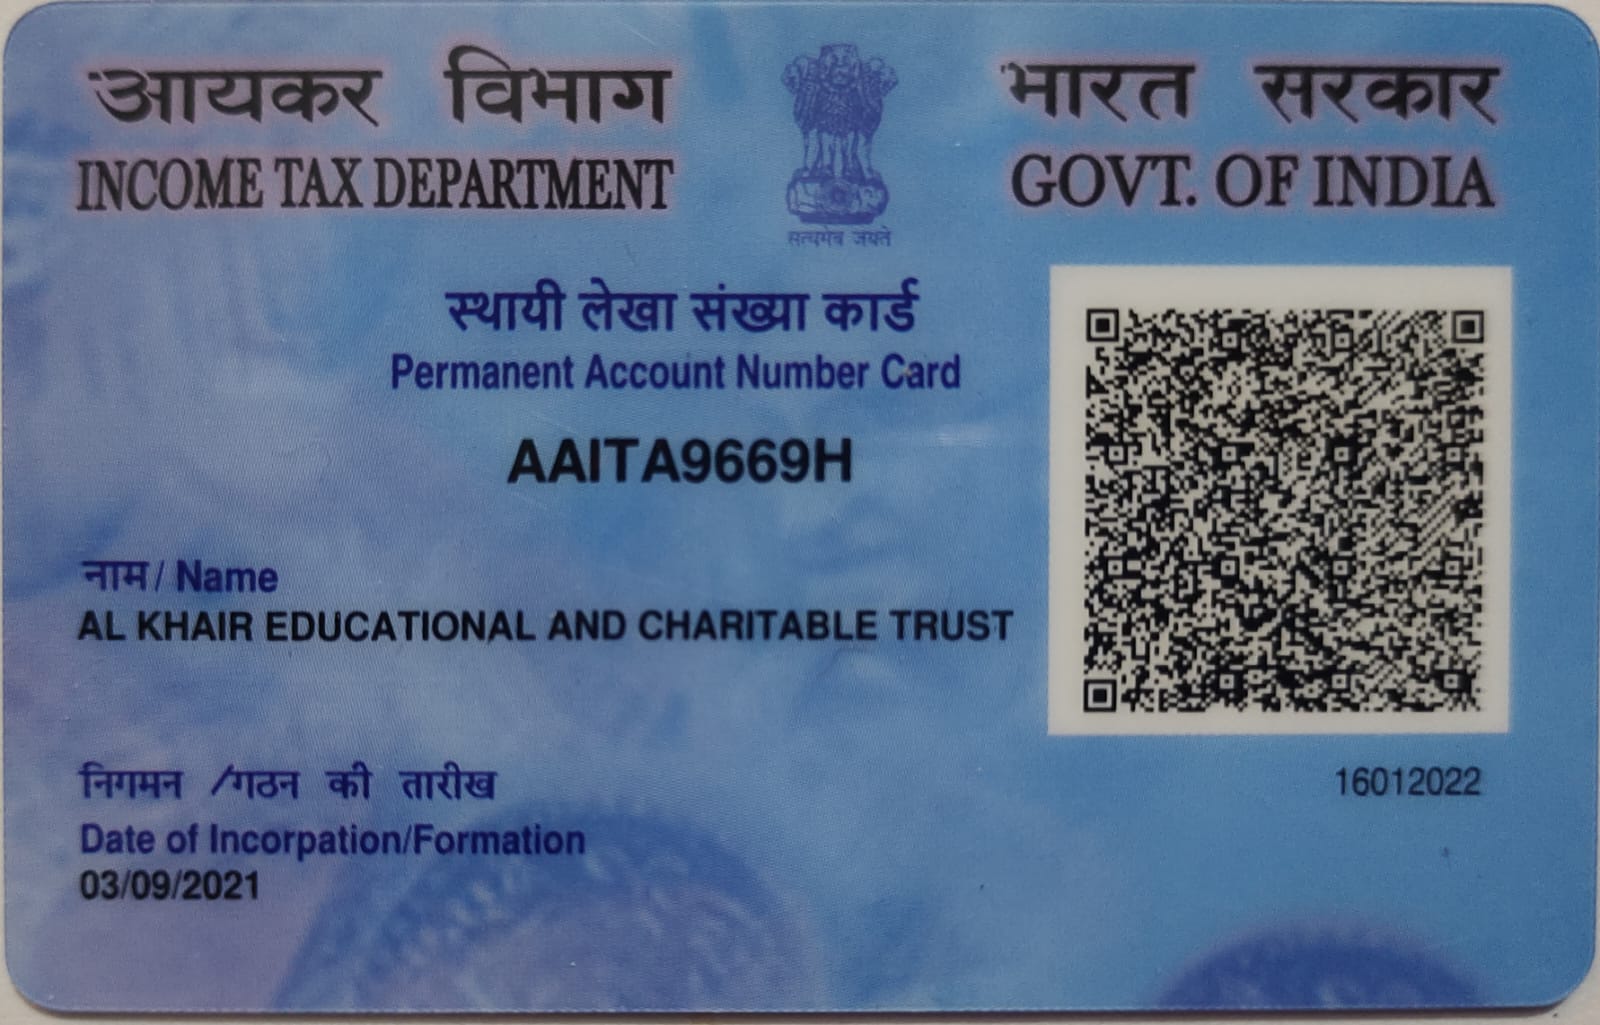 आयकर विभाग
INCOME TAX DEPARTMENT
सत्यमेव जयते
भारत सरकार
GOVT. OF INDIA
स्थायी लेखा संख्या कार्ड
Permanent Account Number Card
AAITA9669H
नाम / Name
AL KHAIR EDUCATIONAL AND CHARITABLE TRUST
निगमन /गठन की तारीख
Date of Incorpation/Formation
03/09/2021
16012022